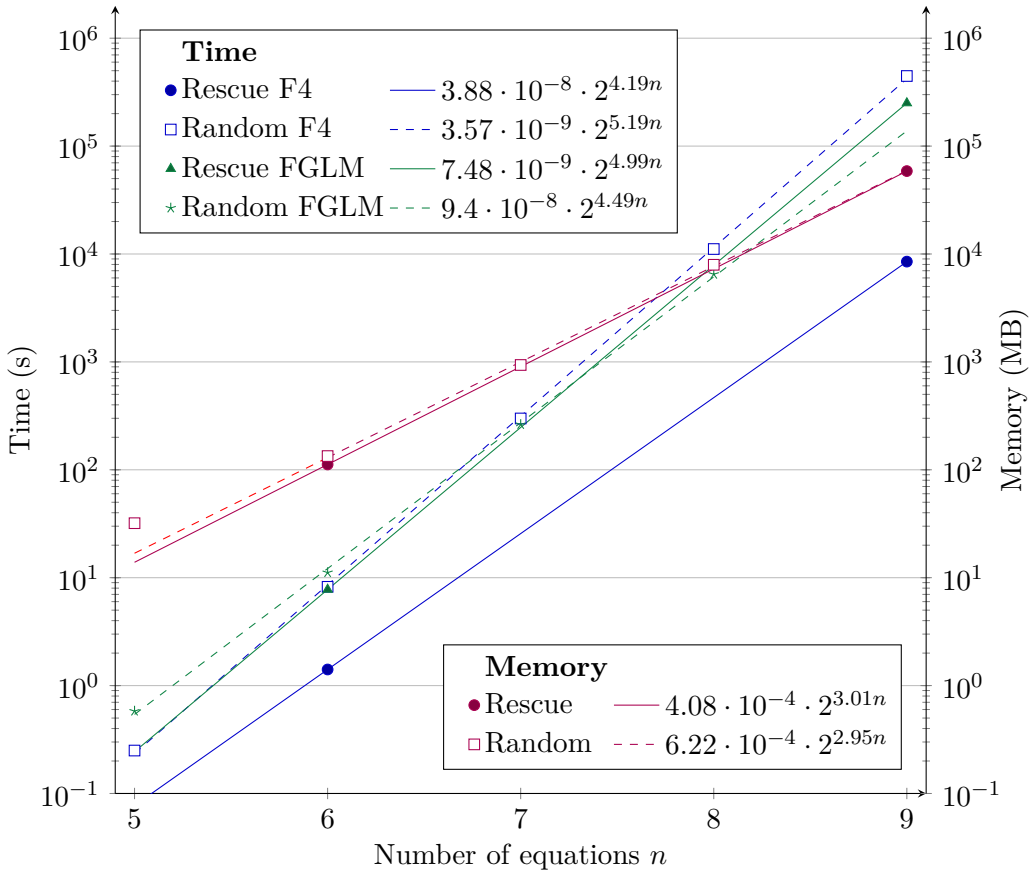 Time
Rescue F4 3.88 · 10^{−8} · 2^{4.19n}
Random F4 3.57 · 10^{−9} · 2^{5.19n}
Rescue FGLM 7.48 · 10^{−9} · 2^{4.99n}
Random FGLM 9.4 · 10^{−8} · 2^{4.49n}
10^6 10^6
10^5 10^5
10^4 10^4
10^3 10^3
10^2 10^2
10^1 10^1
10^0 10^0
10^{−1} 10^{−1}
Time (s)
Memory (MB)
Memory
Rescue 4.08 · 10^{−4} · 2^{3.01n}
Random 6.22 · 10^{−4} · 2^{2.95n}
5 6 7 8 9
Number of equations n